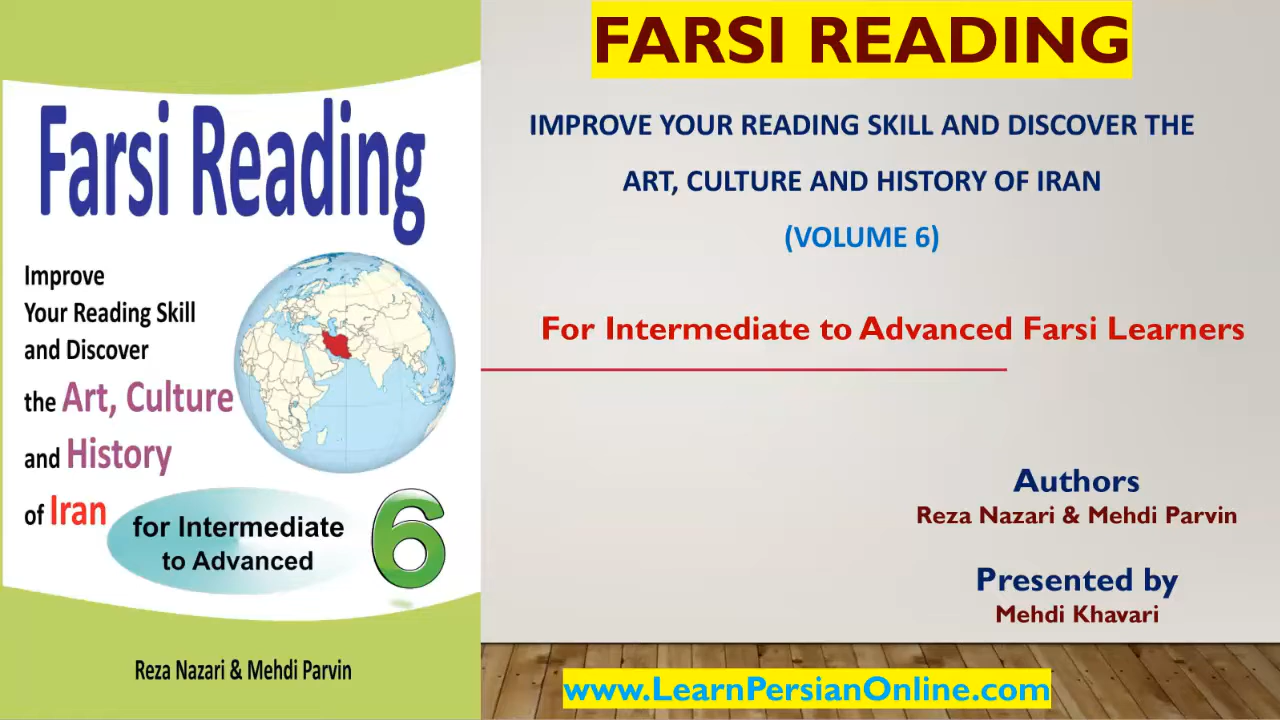 Farsi Reading
Improve
Your Reading Skill
and Discover
the Art, Culture
and History
of Iran
for Intermediate
to Advanced
6
Reza Nazari & Mehdi Parvin
FARSI READING
IMPROVE YOUR READING SKILL AND DISCOVER THE
ART, CULTURE AND HISTORY OF IRAN
(VOLUME 6)
For Intermediate to Advanced Farsi Learners
Authors
Reza Nazari & Mehdi Parvin
Presented by
Mehdi Khavari
www.LearnPersianOnline.com